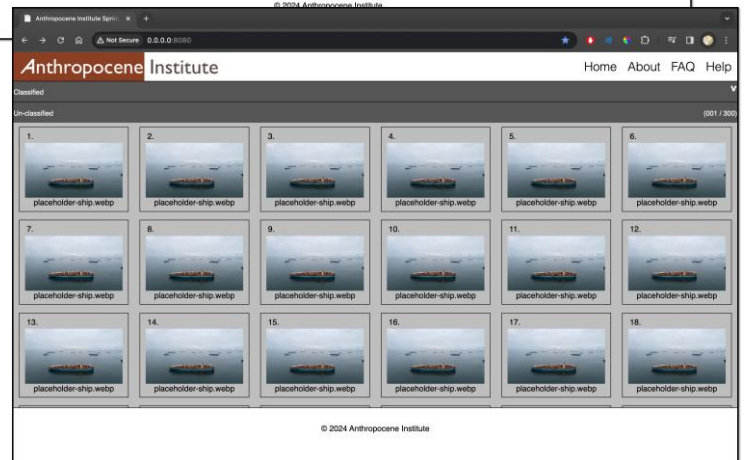 © 2024 Anthropocene Institute
Anthropocene Institute Sprin
Not Secure 0.0.0.0:8080
Anthropocene Institute
Home About FAQ Help
Classified v
Un-classified (001 / 300)
1. 2. 3. 4. 5. 6.
placeholder-ship.webp placeholder-ship.webp placeholder-ship.webp placeholder-ship.webp placeholder-ship.webp placeholder-ship.webp
7. 8. 9. 10. 11. 12.
placeholder-ship.webp placeholder-ship.webp placeholder-ship.webp placeholder-ship.webp placeholder-ship.webp placeholder-ship.webp
13. 14. 15. 16. 17. 18.
placeholder-ship.webp placeholder-ship.webp placeholder-ship.webp placeholder-ship.webp placeholder-ship.webp placeholder-ship.webp
© 2024 Anthropocene Institute